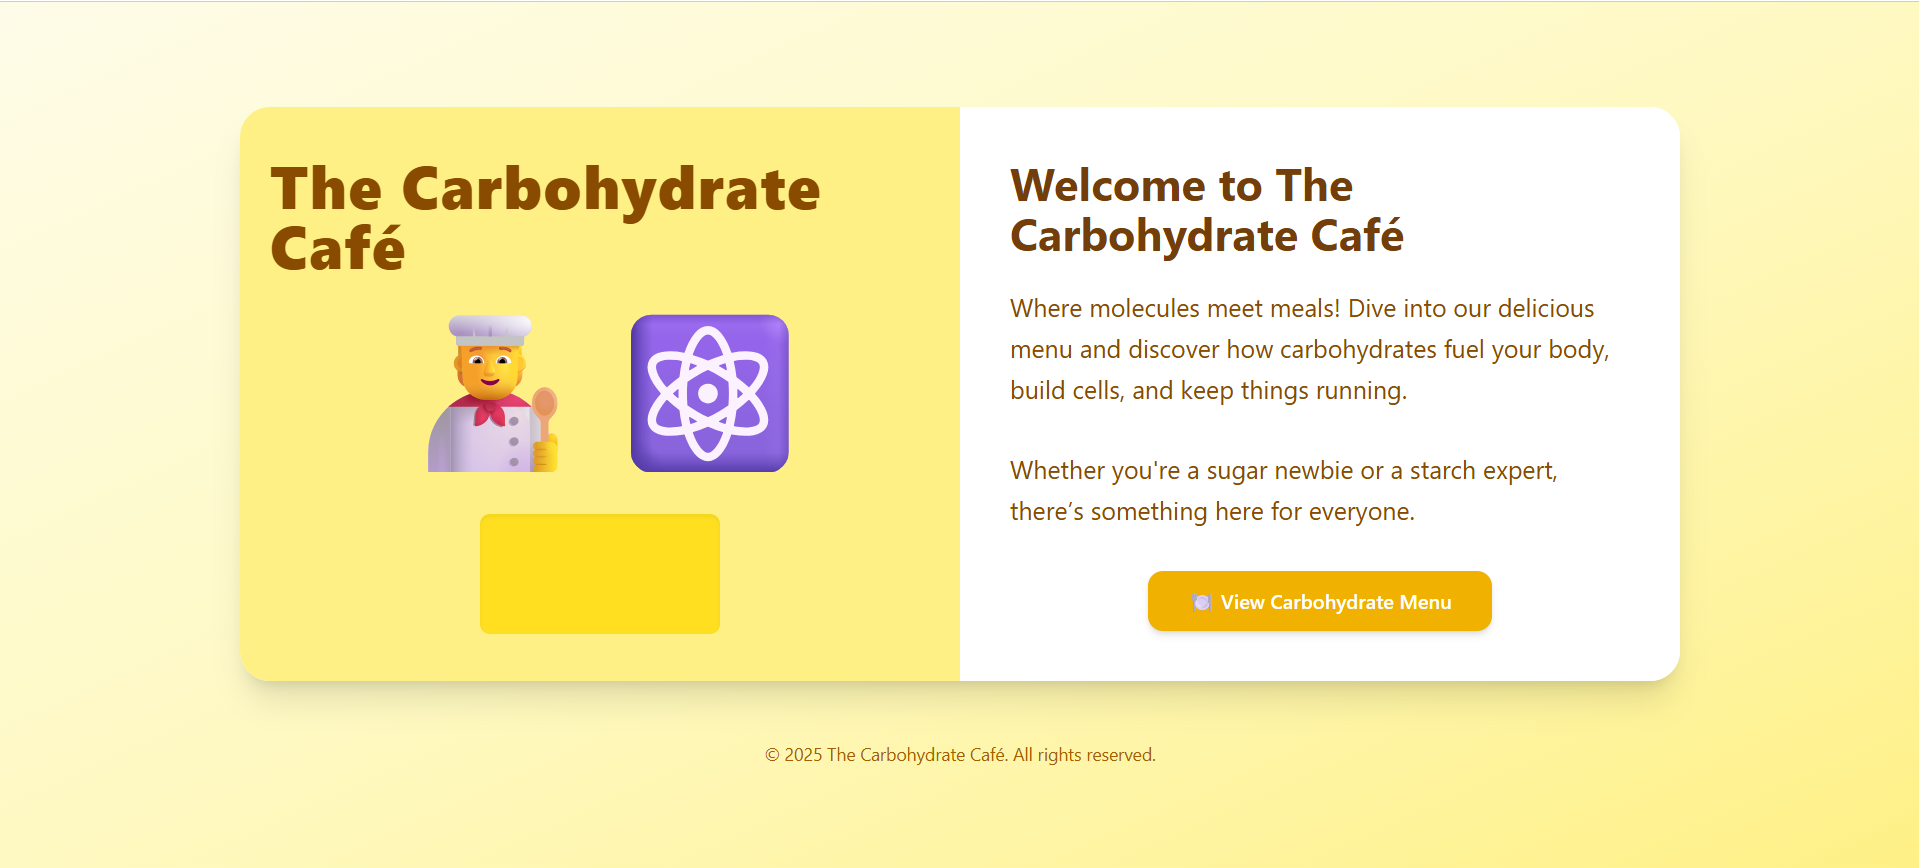 The Carbohydrate
Café
Welcome to The
Carbohydrate Café
Where molecules meet meals! Dive into our delicious
menu and discover how carbohydrates fuel your body,
build cells, and keep things running.
Whether you're a sugar newbie or a starch expert,
there’s something here for everyone.
🍽️ View Carbohydrate Menu
© 2025 The Carbohydrate Café. All rights reserved.